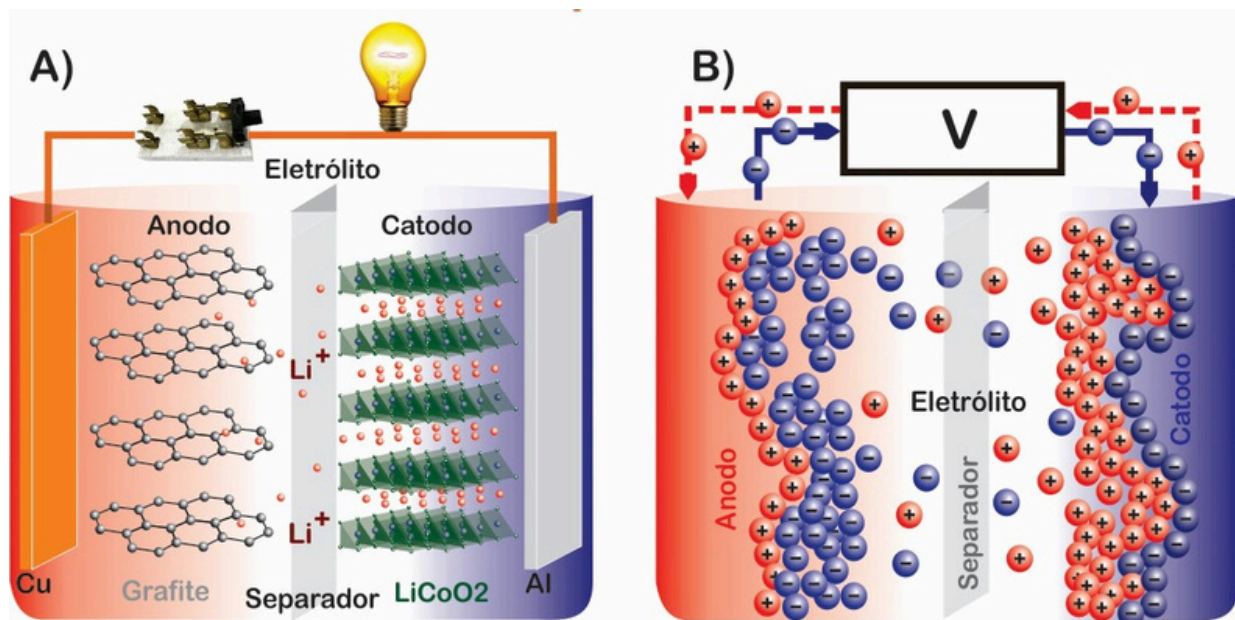 A)
Eletrólito
Anodo
Catodo
Li+
Li+
Cu
Grafite
Separador
LiCoO2
Al
B)
V
Eletrólito
Anodo
Separador
Catodo